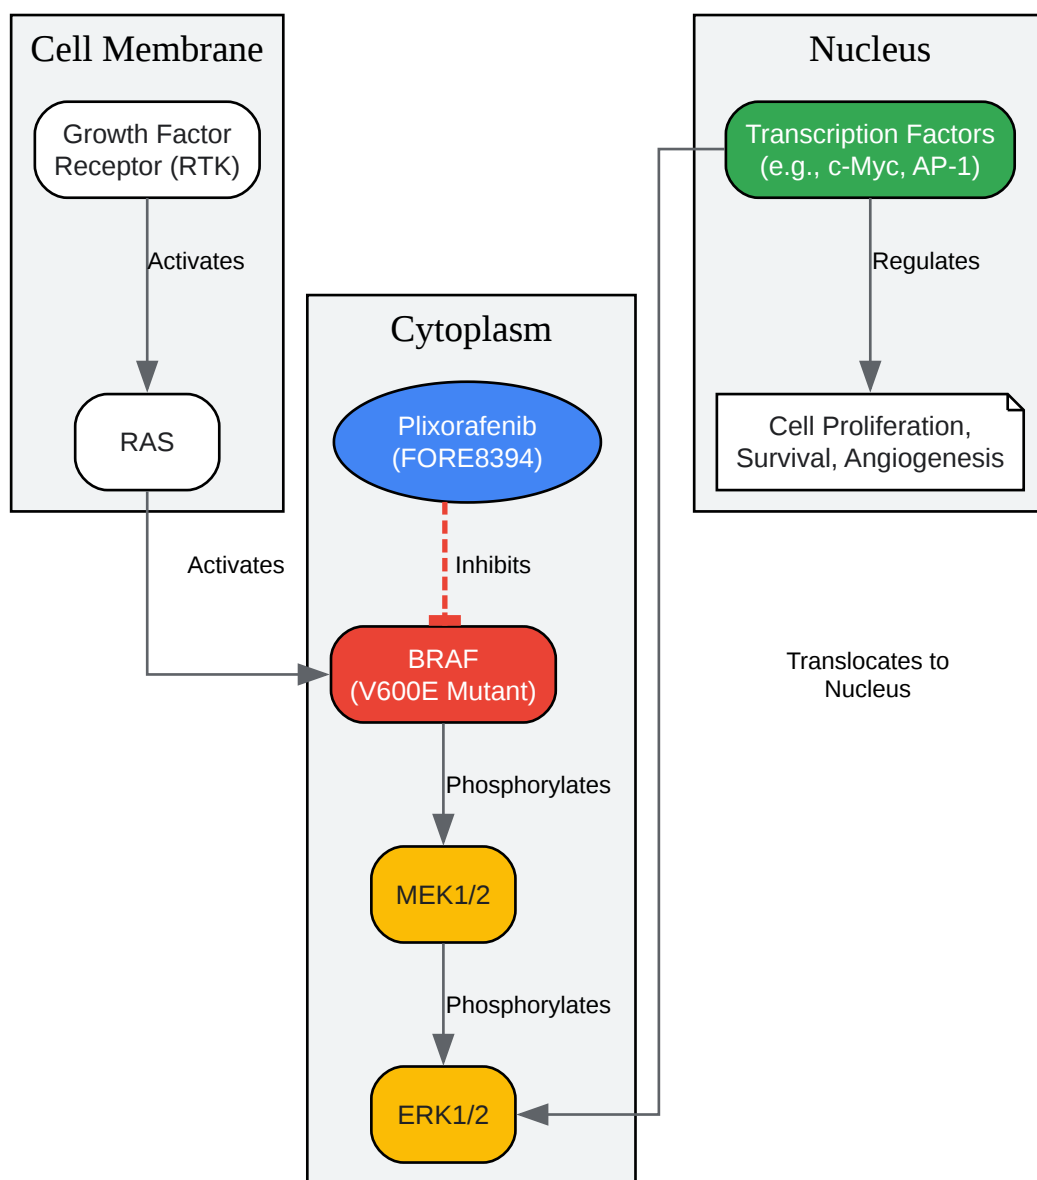 Cell Membrane
Growth Factor
Receptor (RTK)
Activates
RAS
Activates
Cytoplasm
Plixorafenib
(FORE8394)
Inhibits
BRAF
(V600E Mutant)
Phosphorylates
MEK1/2
Phosphorylates
ERK1/2
Nucleus
Transcription Factors
(e.g., c-Myc, AP-1)
Regulates
Cell Proliferation,
Survival, Angiogenesis
Translocates to
Nucleus